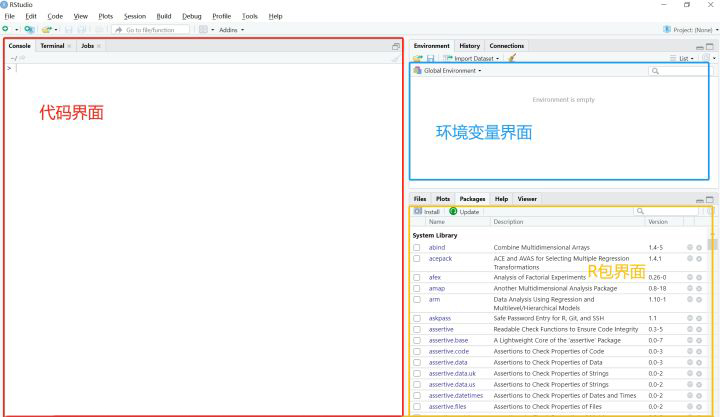 RStudio
File Edit Code View Plots Session Build Debug Profile Tools Help
Go to file/function Addins Project: (None)
Console Terminal Jobs
~/
>
代码界面
Environment History Connections
Import Dataset List
Global Environment
Environment is empty
环境变量界面
Files Plots Packages Help Viewer
Install Update
Name Description Version
System Library
abind Combine Multidimensional Arrays 1.4-5
acepack ACE and AVAS for Selecting Multiple Regression Transformations 1.4.1
R包界面
afex Analysis of Factorial Experiments 0.26-0
amap Another Multidimensional Analysis Package 0.8-18
arm Data Analysis Using Regression and Multilevel/Hierarchical Models 1.10-1
askpass Safe Password Entry for R, Git, and SSH 1.1
assertive Readable Check Functions to Ensure Code Integrity 0.3-5
assertive.base A Lightweight Core of the 'assertive' Package 0.0-7
assertive.code Assertions to Check Properties of Code 0.0-3
assertive.data Assertions to Check Properties of Data 0.0-3
assertive.data.uk Assertions to Check Properties of Strings 0.0-2
assertive.data.us Assertions to Check Properties of Strings 0.0-2
assertive.datetimes Assertions to Check Properties of Dates and Times 0.0-2
assertive.files Assertions to Check Properties of Files 0.0-2